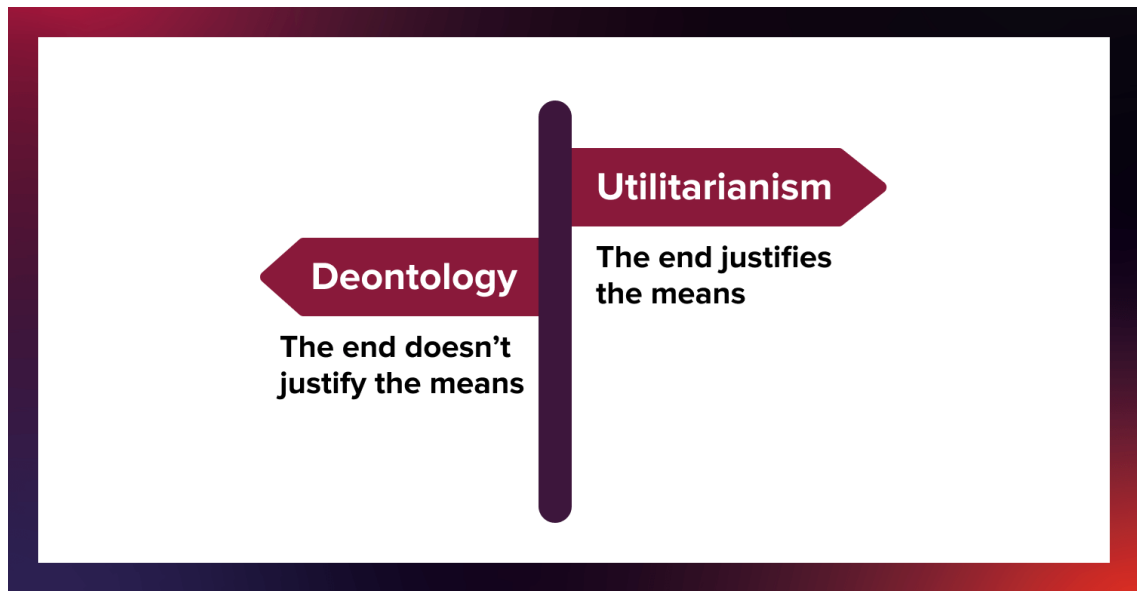 Utilitarianism
The end justifies
the means
Deontology
The end doesn’t
justify the means